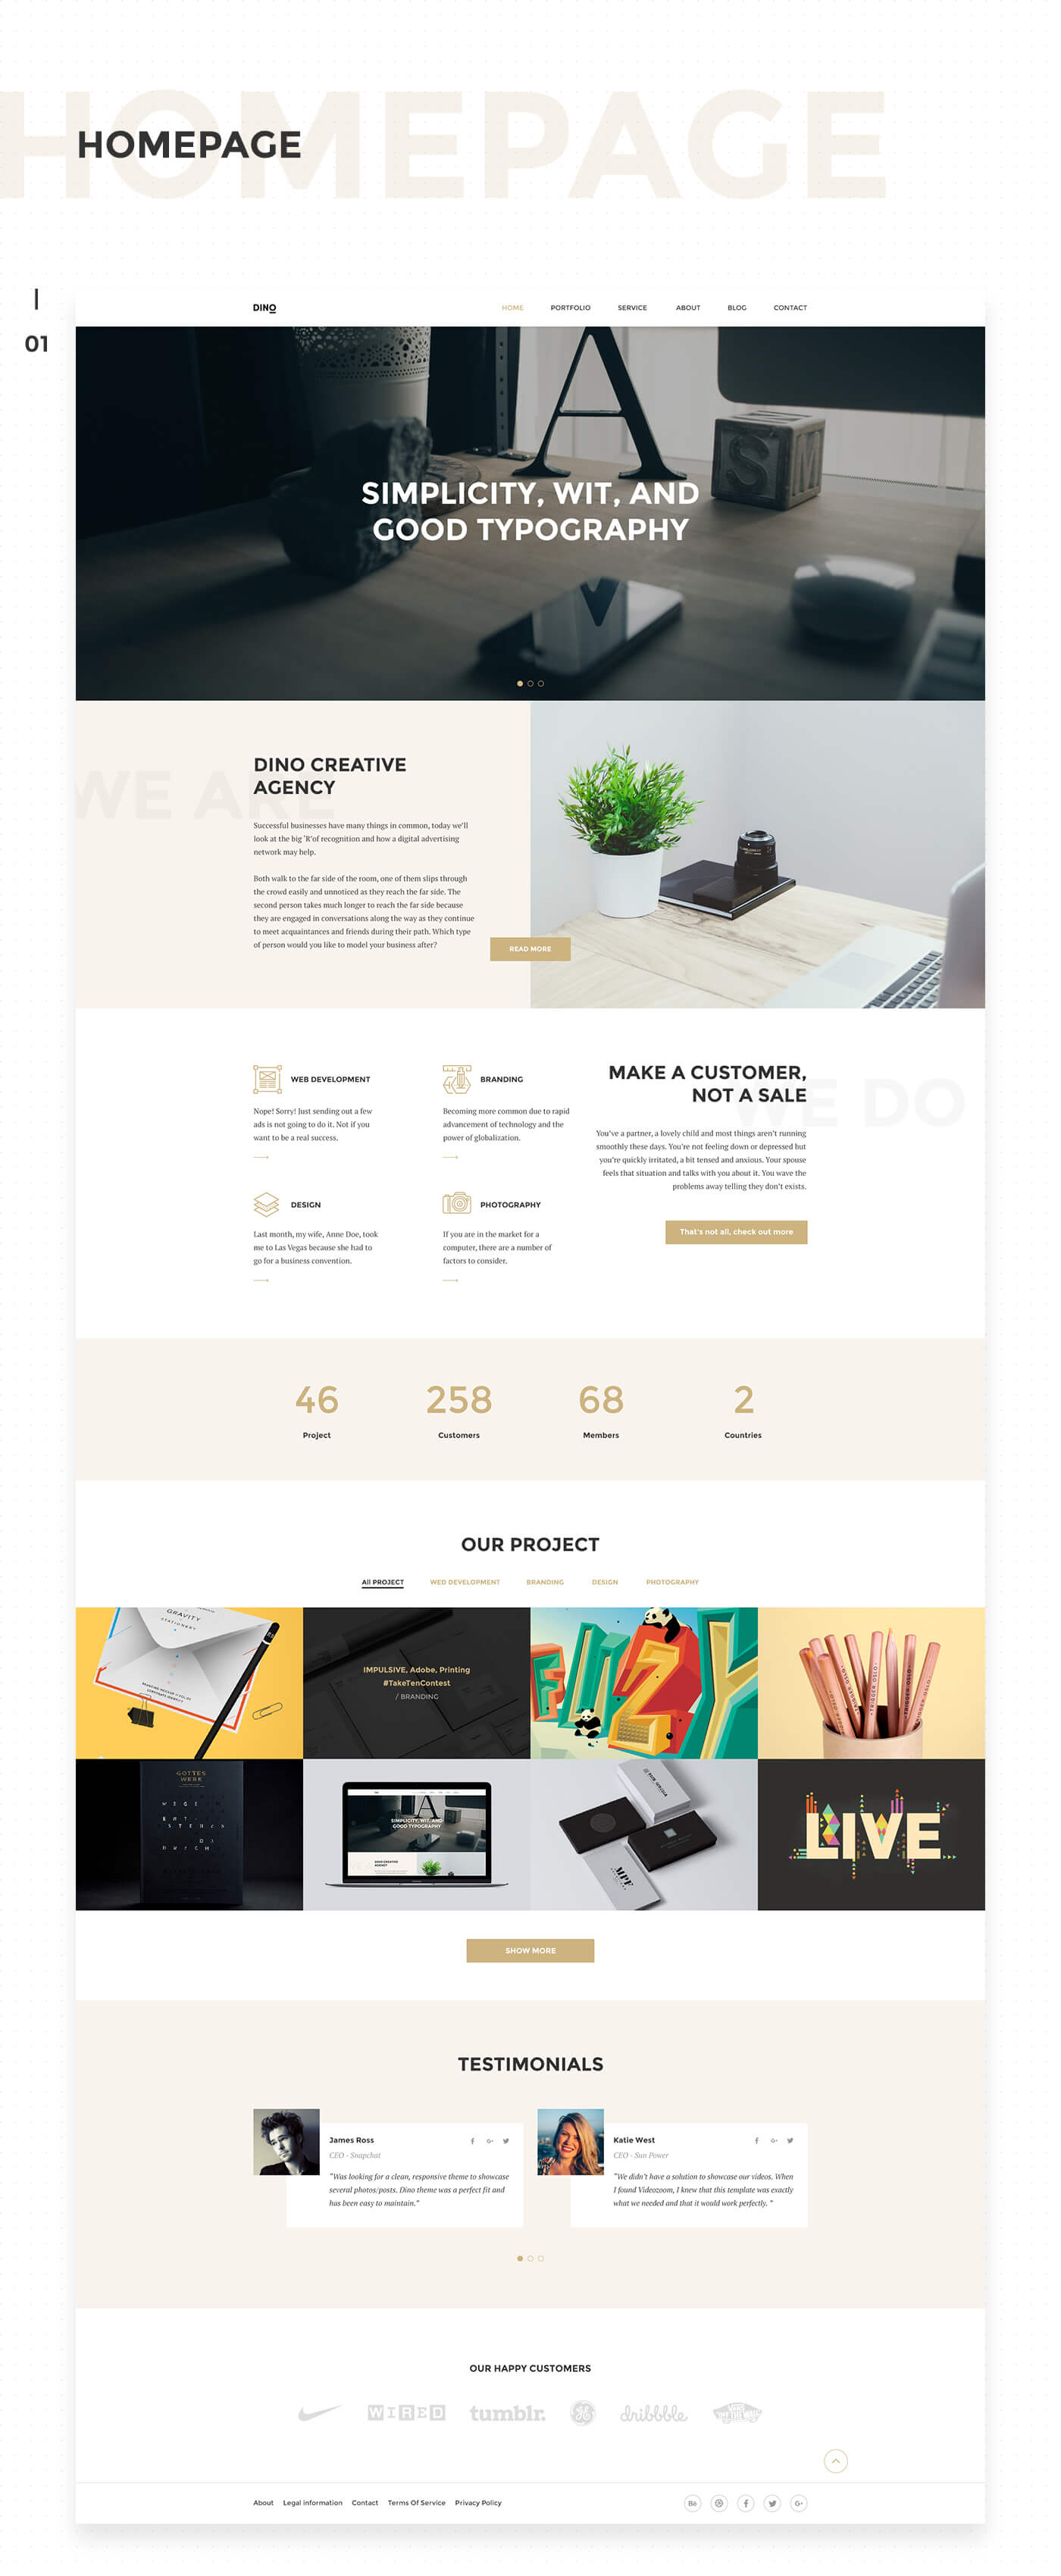 HOMEPAGE
HOMEPAGE
01
DINO
HOME PORTFOLIO SERVICE ABOUT BLOG CONTACT
A
S M
SIMPLICITY, WIT, AND
GOOD TYPOGRAPHY
WE ARE
DINO CREATIVE
AGENCY
Successful businesses have many things in common, today we'll
look at the big 'R'of recognition and how a digital advertising
network may help.
Both walk to the far side of the room, one of them slips through
the crowd easily and unnoticed as they reach the far side. The
second person takes much longer to reach the far side because
they are engaged in conversations along the way as they continue
to meet acquaintances and friends during their path. Which type
of person would you like to model your business after?
READ MORE
WEB DEVELOPMENT
Nope! Sorry! Just sending out a few
ads is not going to do it. Not if you
want to be a real success.
BRANDING
Becoming more common due to rapid
advancement of technology and the
power of globalization.
DESIGN
Last month, my wife, Anne Doe, took
me to Las Vegas because she had to
go for a business convention.
PHOTOGRAPHY
If you are in the market for a
computer, there are a number of
factors to consider.
WE DO
MAKE A CUSTOMER,
NOT A SALE
You've a partner, a lovely child and most things aren't running
smoothly these days. You're not feeling down or depressed but
you're quickly irritated, a bit tensed and anxious. Your spouse
feels that situation and talks with you about it. You wave the
problems away telling they don't exists.
That's not all, check out more
46 258 68 2
Project Customers Members Countries
OUR PROJECT
All PROJECT WED DEVELOPMENT BRANDING DESIGN PHOTOGRAPHY
GRAVITY
STATIONERY
IMPULSIVE, Adobe, Printing
#TakeTenContest
/ BRANDING
GOTTES
WERK
SIMPLICITY, WIT, AND
GOOD TYPOGRAPHY
DINO CREATIVE
AGENCY
MPF
LIVE
SHOW MORE
TESTIMONIALS
James Ross
CEO - Snapchat
"Was looking for a clean, responsive theme to showcase
several photos/posts. Dino theme was a perfect fit and
has been easy to maintain."
Katie West
CEO - Sun Power
"We didn't have a solution to showcase our videos. When
I found Videozoom, I knew that this template was exactly
what we needed and that it would work perfectly. "
OUR HAPPY CUSTOMERS
WIRED tumblr. GE dribbble
About Legal information Contact Terms Of Service Privacy Policy
Bē f G+